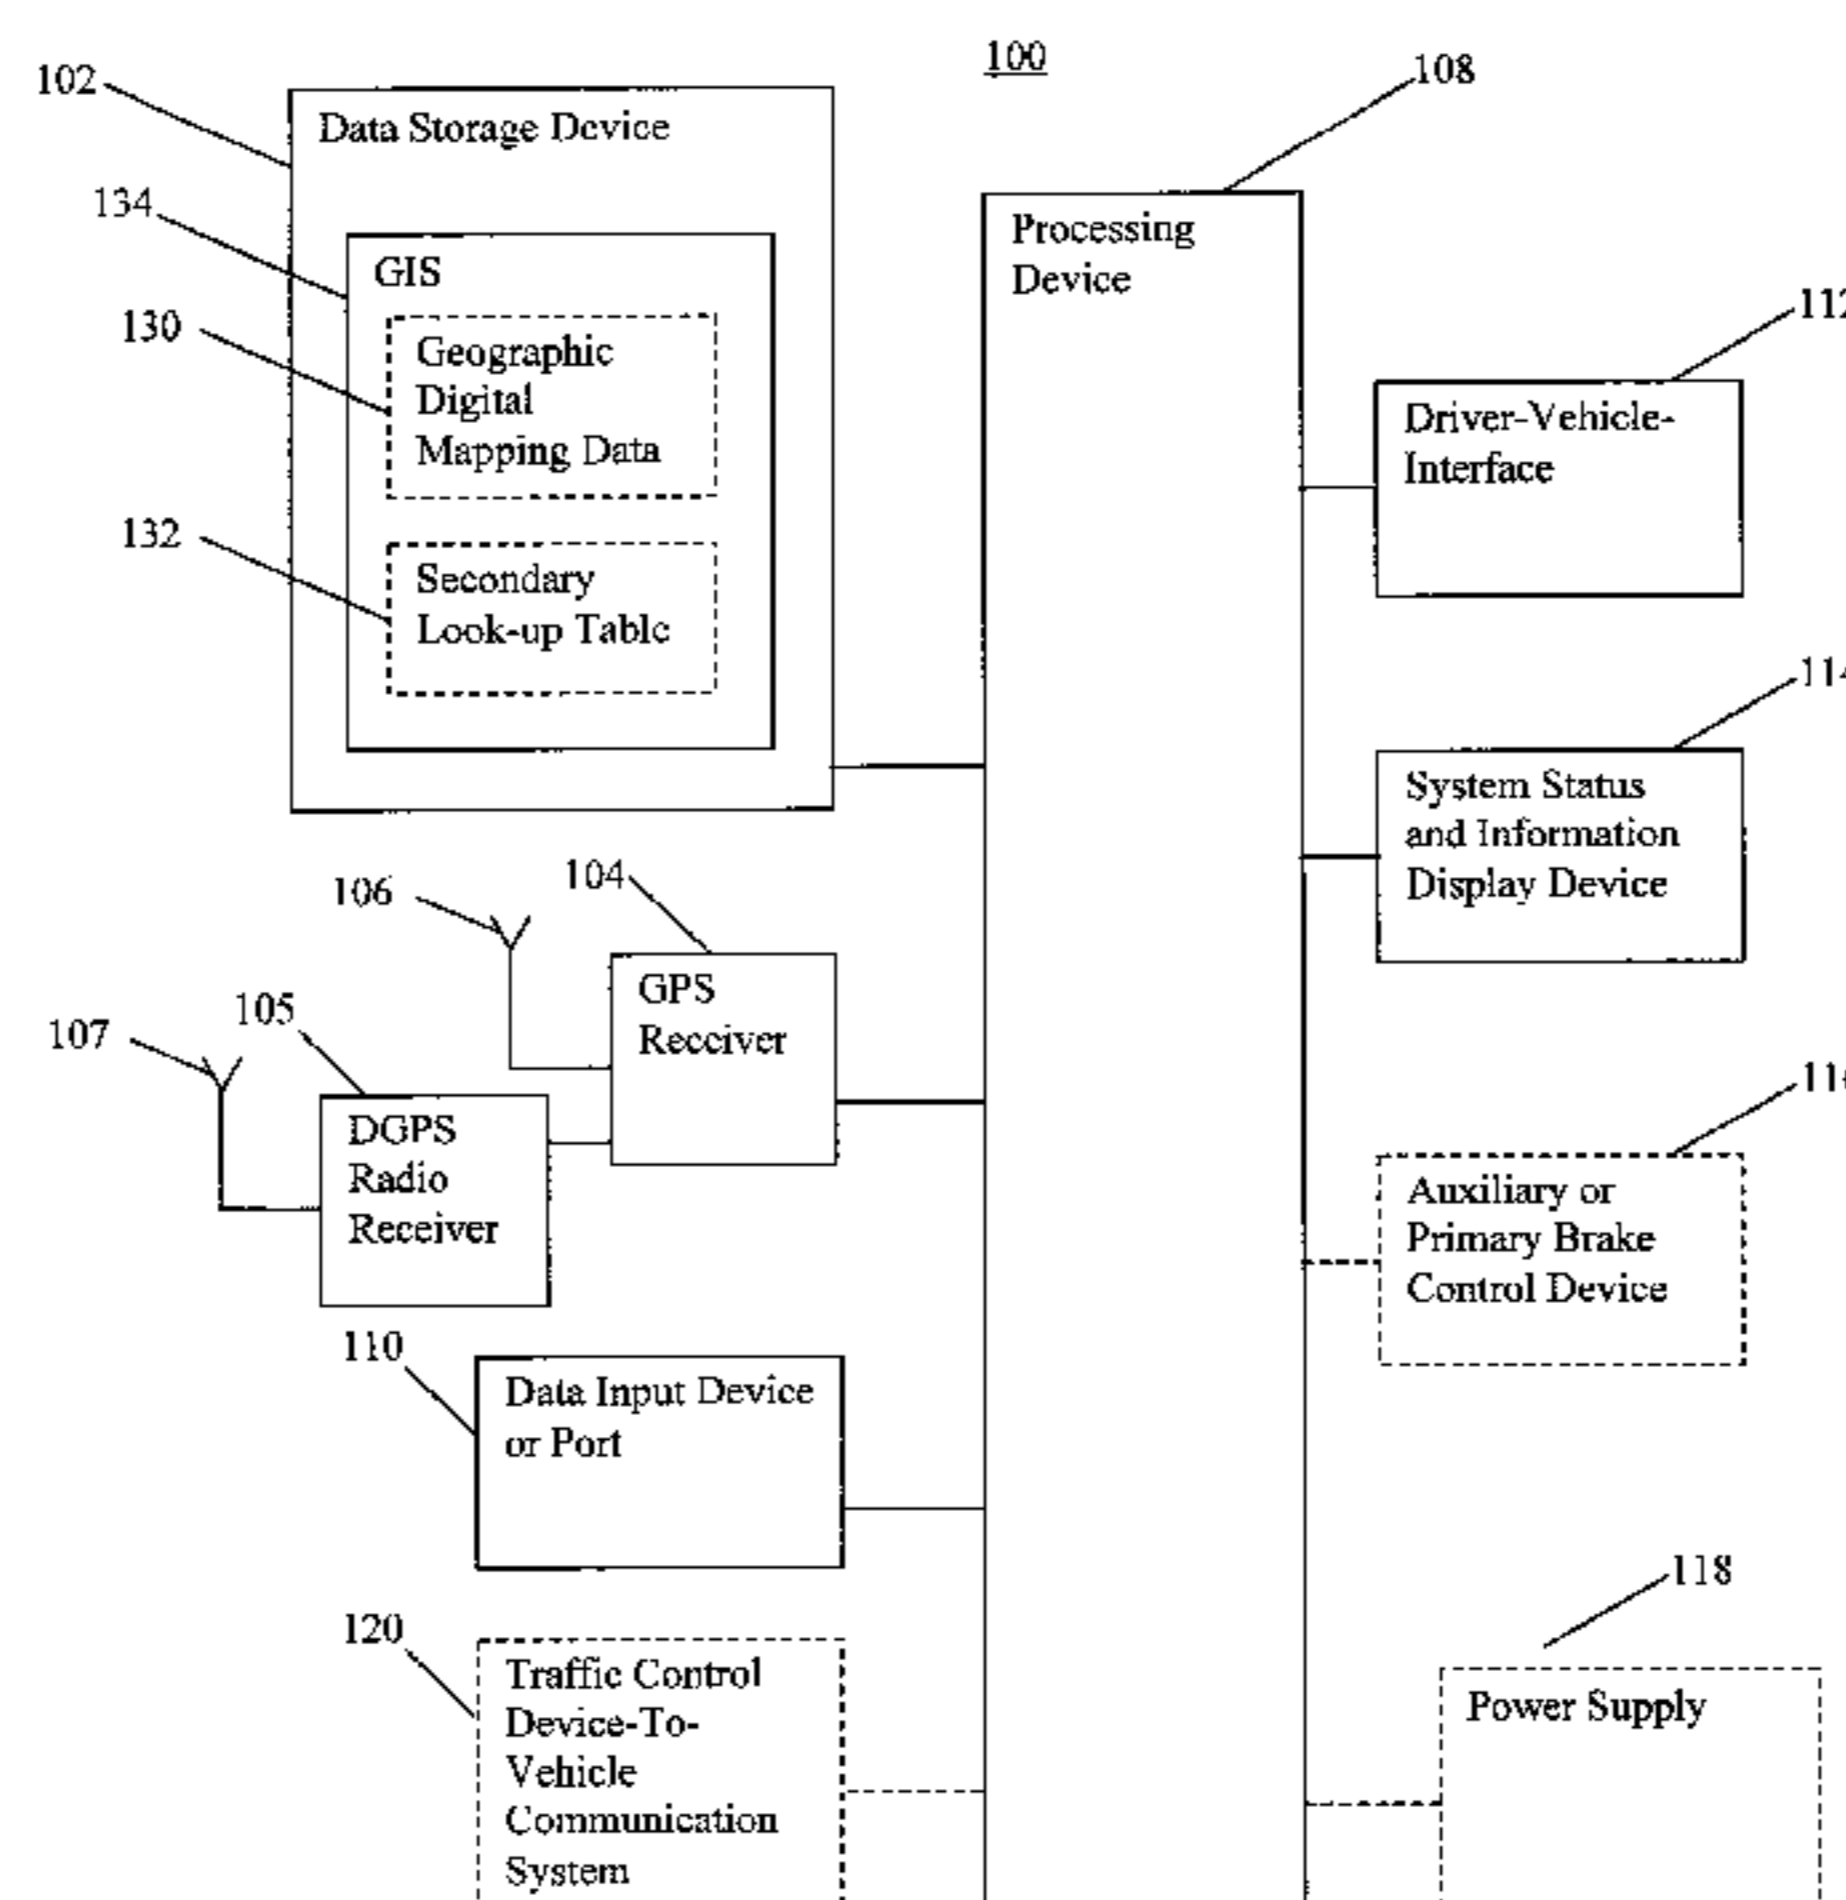 100
102
108
Data Storage Device
134
GIS
130
Geographic
Digital
Mapping Data
132
Secondary
Look-up Table
Processing
Device
112
Driver-Vehicle-
Interface
114
System Status
and Information
Display Device
106
104
GPS
Receiver
107
105
DGPS
Radio
Receiver
116
Auxiliary or
Primary Brake
Control Device
110
Data Input Device
or Port
118
Power Supply
120
Traffic Control
Device-To-
Vehicle
Communication
System